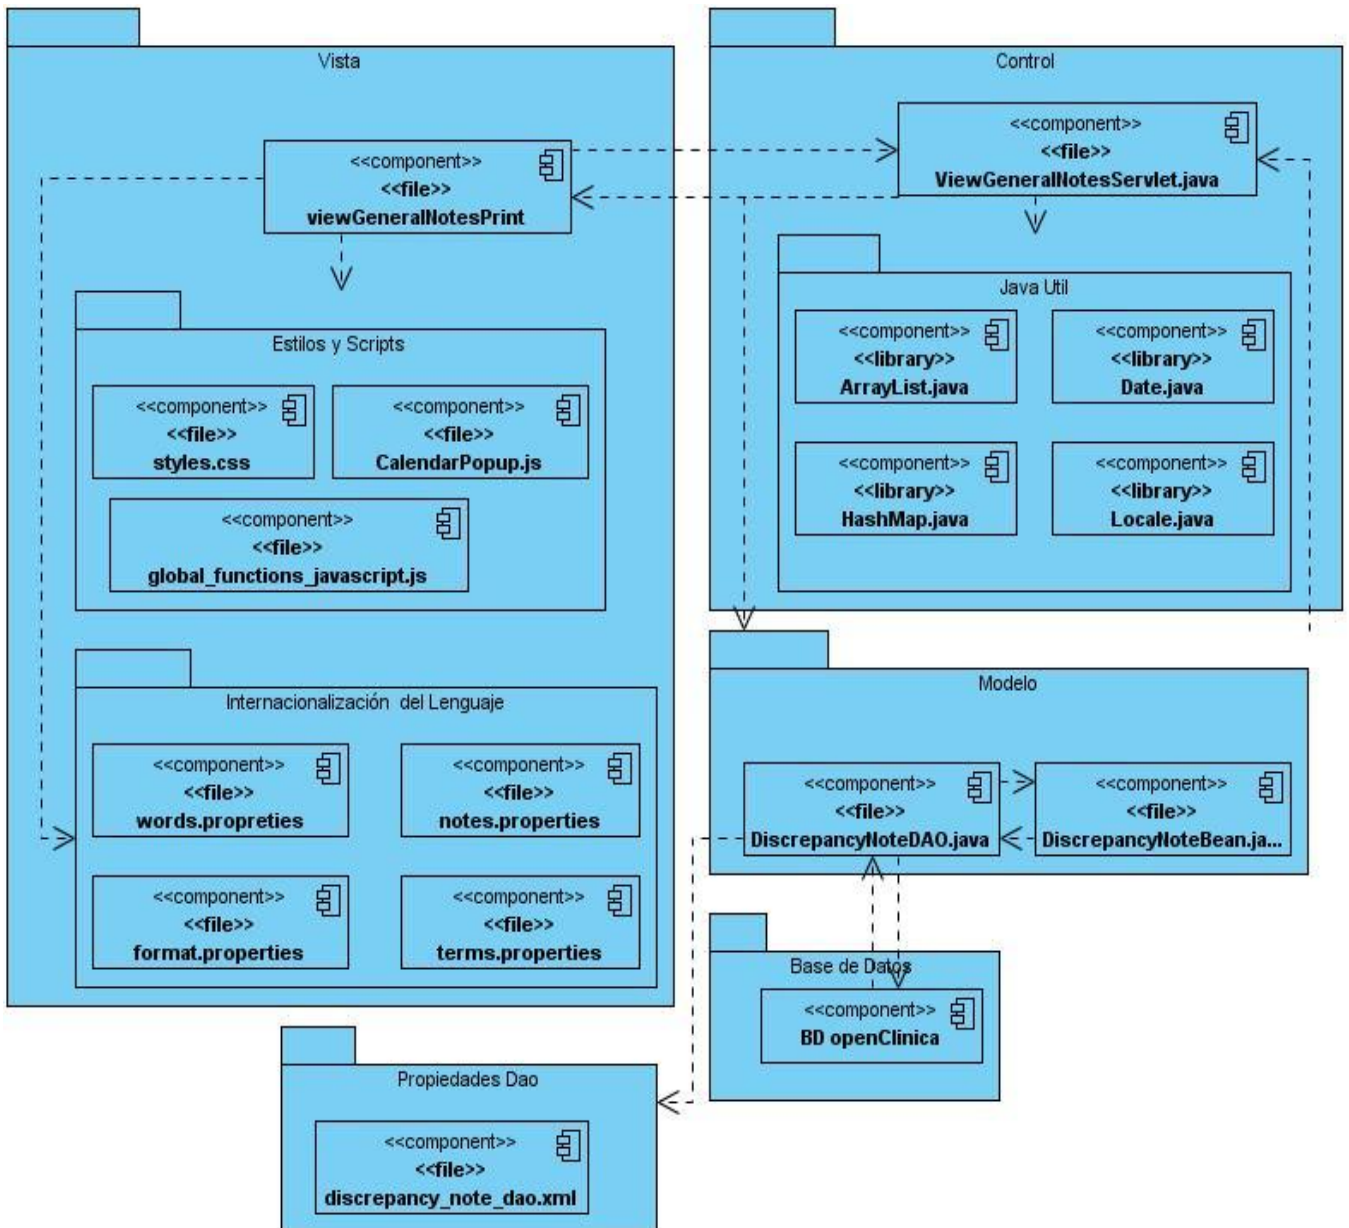 Vista
<<component>>
<<file>>
viewGeneralNotesPrint
Estilos y Scripts
<<component>>
<<file>>
styles.css
<<component>>
<<file>>
CalendarPopup.js
<<component>>
<<file>>
global_functions_javascript.js
Internacionalización del Lenguaje
<<component>>
<<file>>
words.propreties
<<component>>
<<file>>
notes.properties
<<component>>
<<file>>
format.properties
<<component>>
<<file>>
terms.properties
Control
<<component>>
<<file>>
ViewGeneralNotesServlet.java
Java Util
<<component>>
<<library>>
ArrayList.java
<<component>>
<<library>>
Date.java
<<component>>
<<library>>
HashMap.java
<<component>>
<<library>>
Locale.java
Modelo
<<component>>
<<file>>
DiscrepancyNoteDAO.java
<<component>>
<<file>>
DiscrepancyNoteBean.ja...
Base de Datos
<<component>>
BD openClinica
Propiedades Dao
<<component>>
<<file>>
discrepancy_note_dao.xml